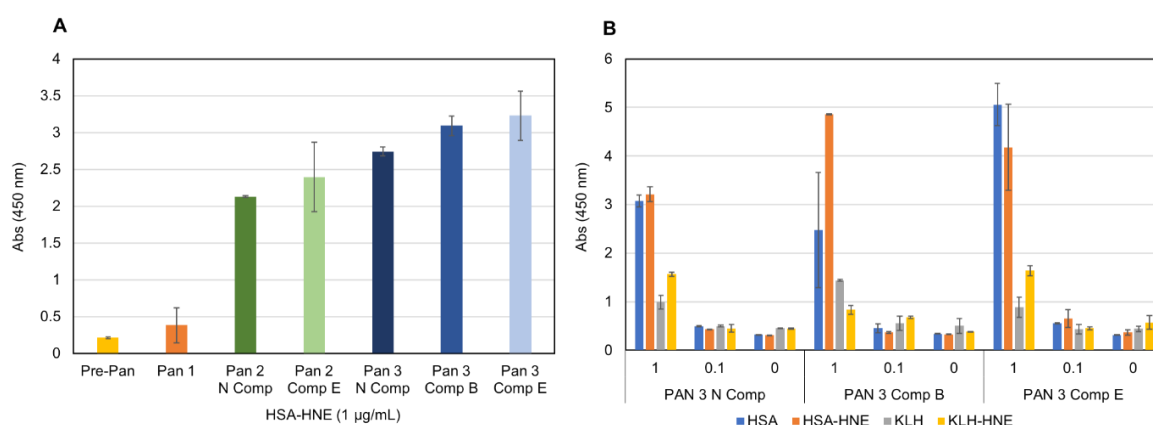 A
4
3.5
3
2.5
2
1.5
1
0.5
0
Abs (450 nm)
Pre-Pan
Pan 1
Pan 2
N Comp
Pan 2
Comp E
Pan 3
N Comp
Pan 3
Comp B
Pan 3
Comp E
HSA-HNE (1 µg/mL)
B
6
5
4
3
2
1
0
Abs (450 nm)
1 0.1 0 1 0.1 0 1 0.1 0
PAN 3 N Comp PAN 3 Comp B PAN 3 Comp E
HSA HSA-HNE KLH KLH-HNE